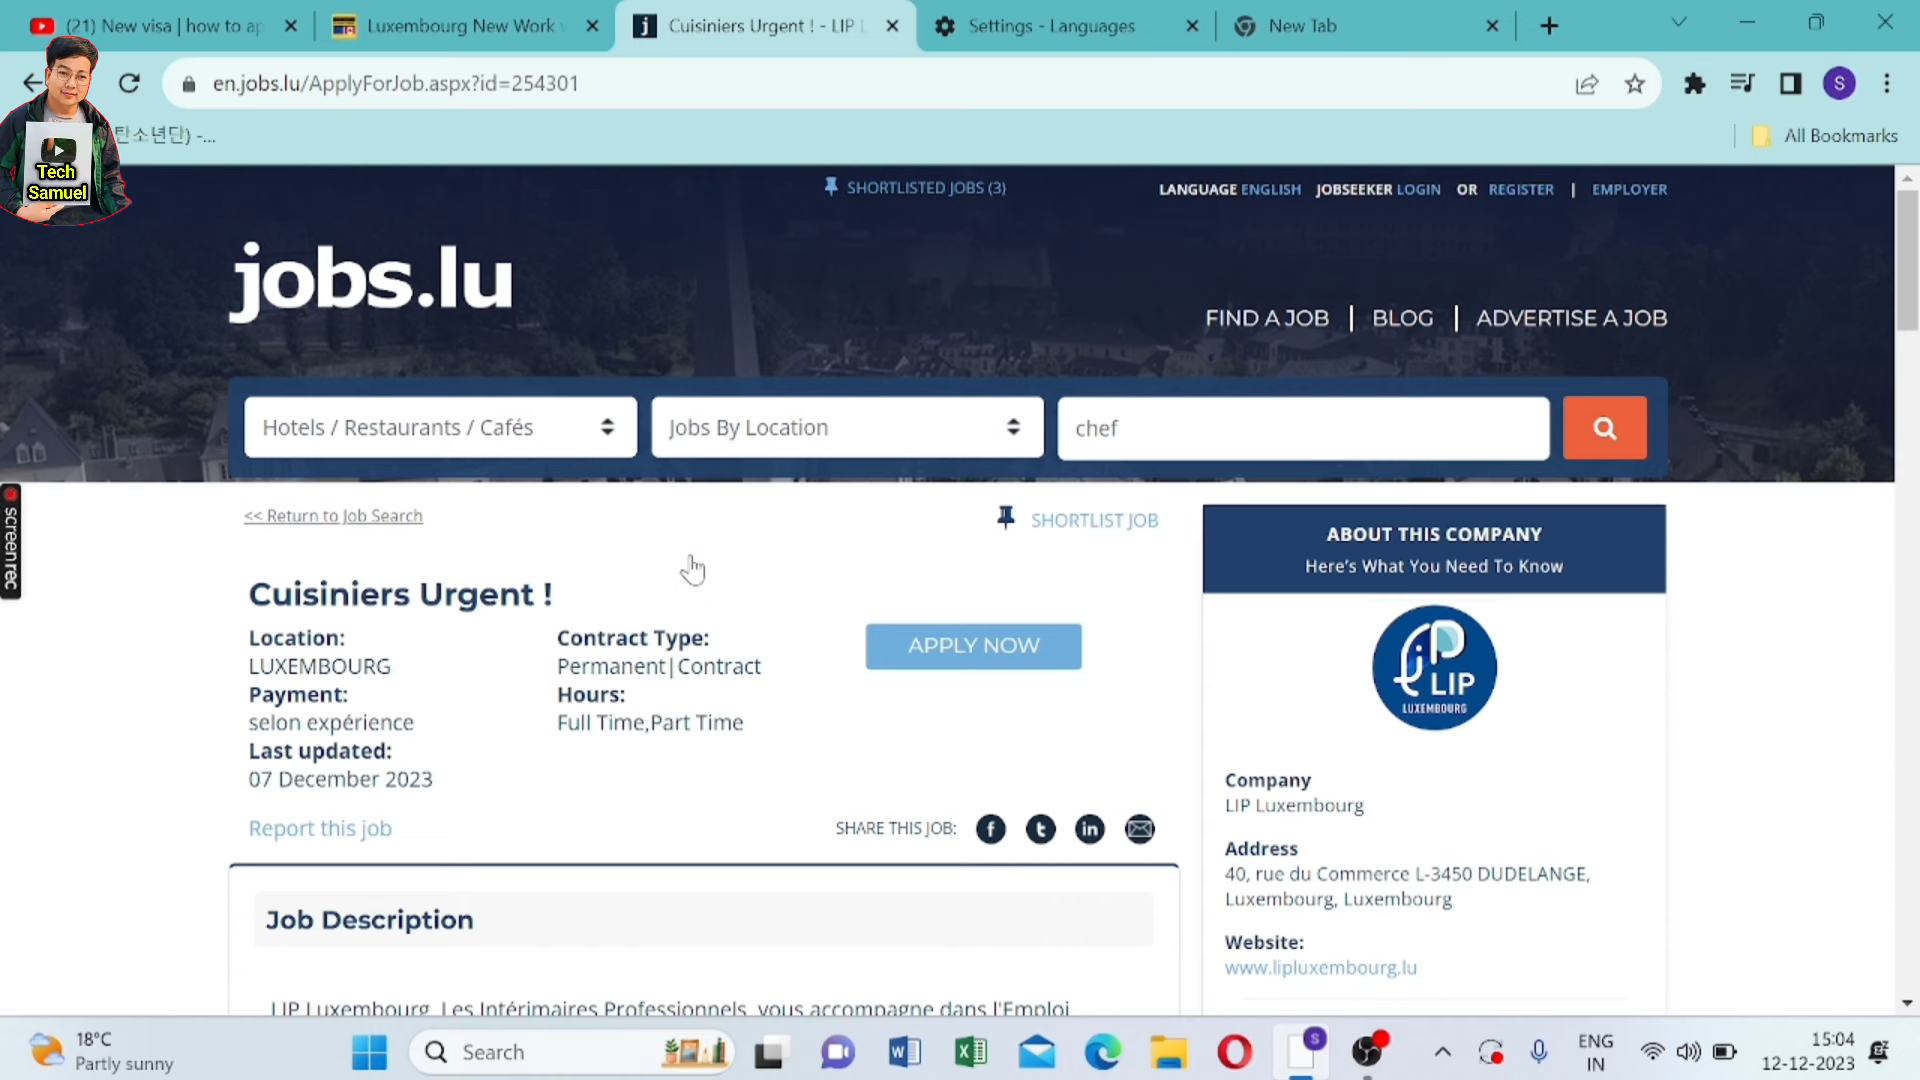 (21) New visa | how to ap
Luxembourg New Work v
j Cuisiniers Urgent ! - LIP L
Settings - Languages
New Tab
en.jobs.lu/ApplyForJob.aspx?id=254301
S
탄소년단) -...
All Bookmarks
Tech
Samuel
SHORTLISTED JOBS (3)
LANGUAGE ENGLISH JOBSEEKER LOGIN OR REGISTER | EMPLOYER
jobs.lu
FIND A JOB | BLOG | ADVERTISE A JOB
Hotels / Restaurants / Cafés
Jobs By Location
chef
<< Return to Job Search
SHORTLIST JOB
screenrec
Cuisiniers Urgent !
Location:
LUXEMBOURG
Payment:
selon expérience
Last updated:
07 December 2023
Contract Type:
Permanent|Contract
Hours:
Full Time,Part Time
APPLY NOW
Report this job
SHARE THIS JOB:
Job Description
LIP Luxembourg, Les Intérimaires Professionnels, vous accompagne dans l'Emploi
ABOUT THIS COMPANY
Here's What You Need To Know
LIP
LUXEMBOURG
Company
LIP Luxembourg
Address
40, rue du Commerce L-3450 DUDELANGE,
Luxembourg, Luxembourg
Website:
www.lipluxembourg.lu
18°C
Partly sunny
Search
S
ENG
IN
15:04
12-12-2023